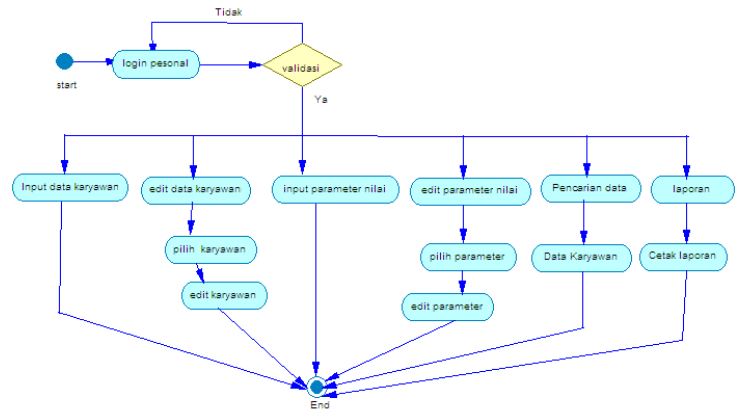 Tidak
login pesonal
validasi
start
Ya
Input data karyawan
edit data karyawan
input parameter nilai
edit parameter nilai
Pencarian data
laporan
pilih karyawan
pilih parameter
Data Karyawan
Cetak laporan
edit karyawan
edit parameter
End